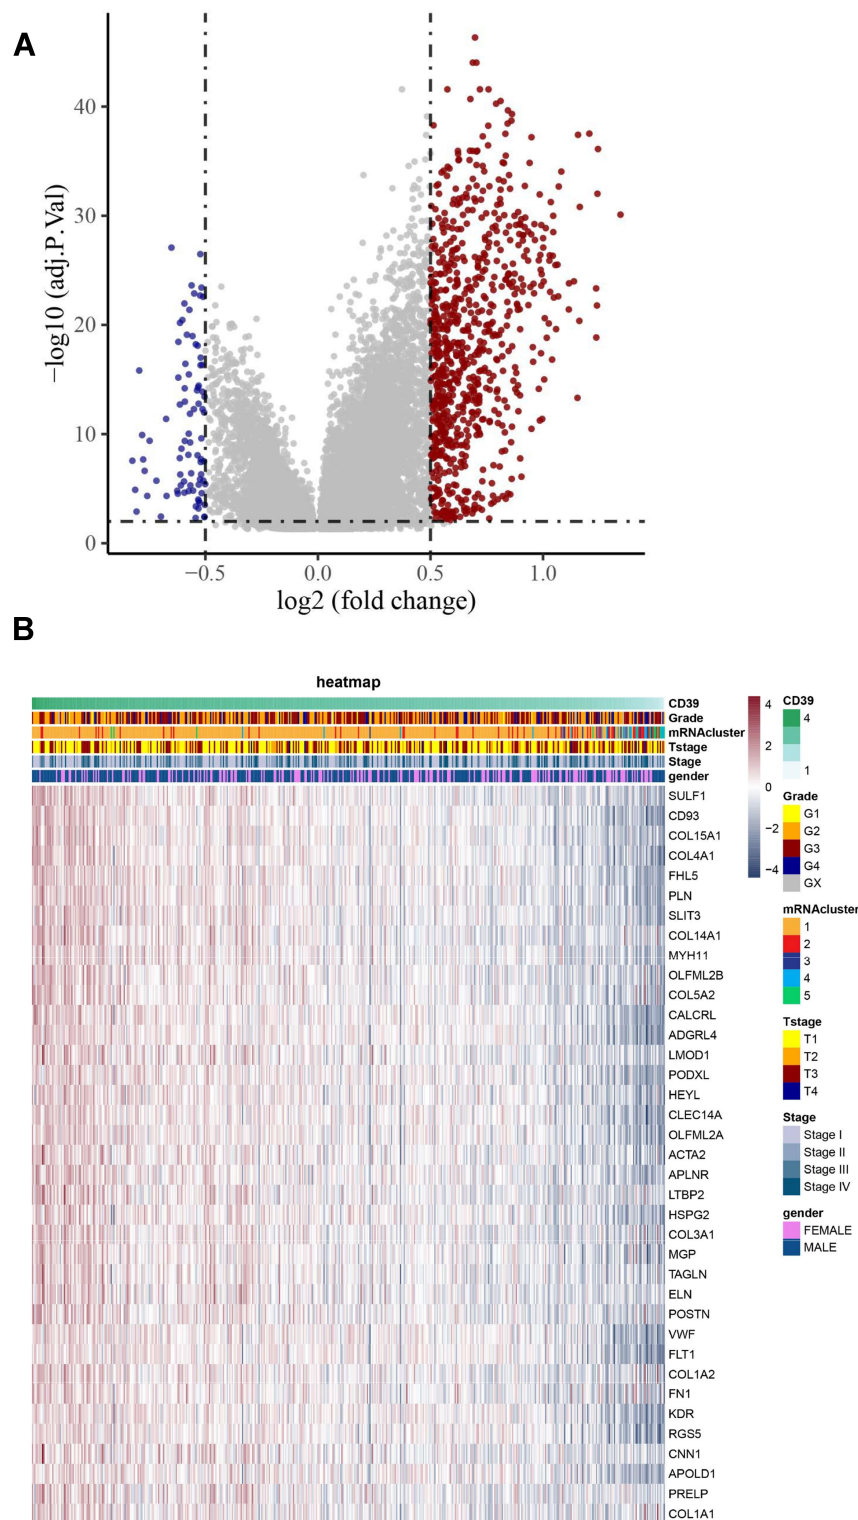 A
40
30
20
10
0
−log10 (adj.P.Val)
−0.5
0.0
0.5
1.0
log2 (fold change)
B
heatmap
CD39
Grade
mRNAcluster
Tstage
Stage
gender
SULF1
CD93
COL15A1
COL4A1
FHL5
PLN
SLIT3
COL14A1
MYH11
OLFML2B
COL5A2
CALCRL
ADGRL4
LMOD1
PODXL
HEYL
CLEC14A
OLFML2A
ACTA2
APLNR
LTBP2
HSPG2
COL3A1
MGP
TAGLN
ELN
POSTN
VWF
FLT1
COL1A2
FN1
KDR
RGS5
CNN1
APOLD1
PRELP
COL1A1
4
2
0
−2
−4
CD39
4
1
Grade
G1
G2
G3
G4
GX
mRNAcluster
1
2
3
4
5
Tstage
T1
T2
T3
T4
Stage
Stage I
Stage II
Stage III
Stage IV
gender
FEMALE
MALE